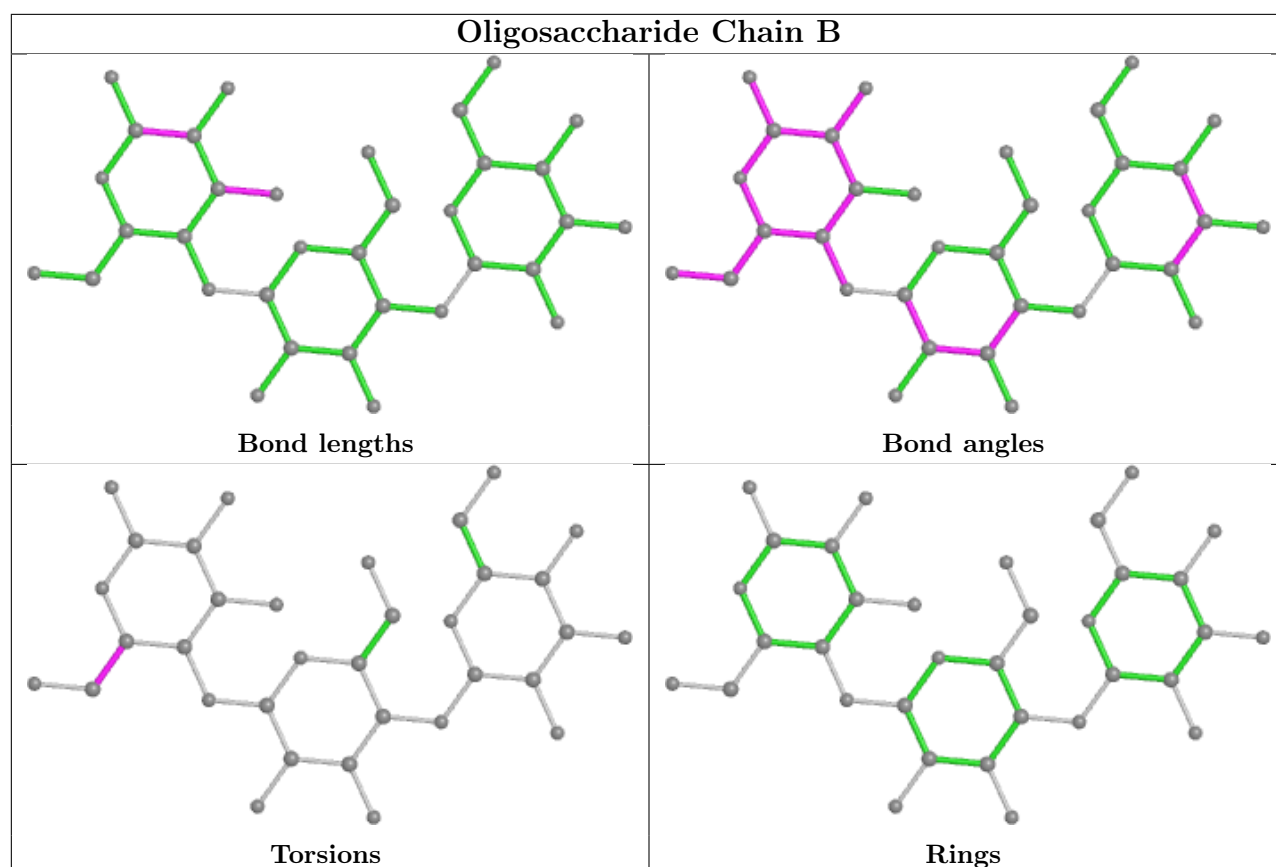 Oligosaccharide Chain B
Bond lengths
Bond angles
Torsions
Rings